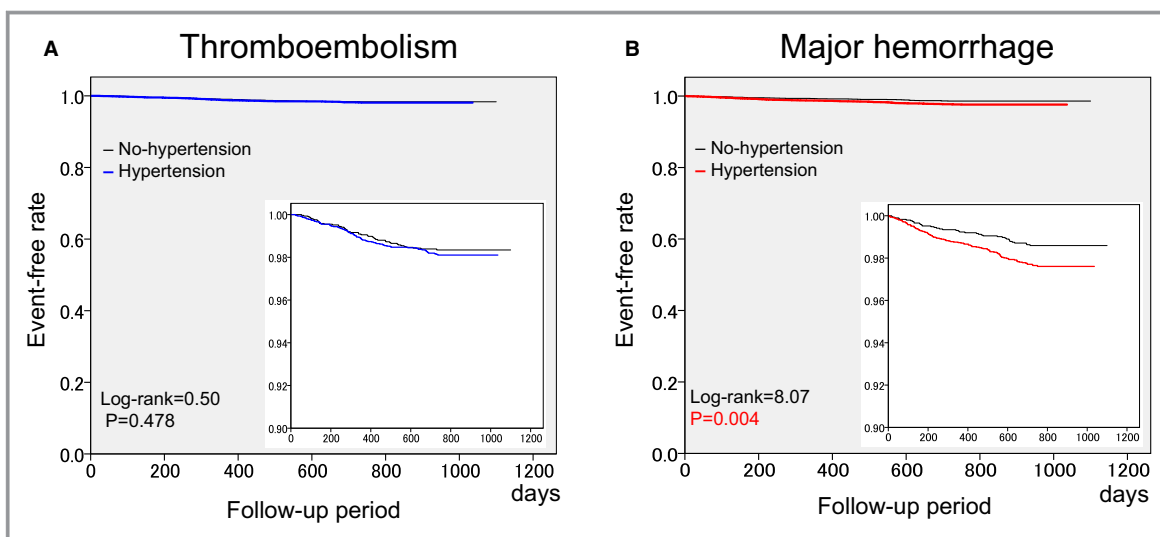 A
Thromboembolism
1.0
0.8
0.6
0.4
0.2
0.0
Event-free rate
– No-hypertension
– Hypertension
1.00
0.98
0.96
0.94
0.92
0.90
0 200 400 600 800 1000 1200
Log-rank=0.50
P=0.478
0 200 400 600 800 1000 1200
days
Follow-up period
B
Major hemorrhage
1.0
0.8
0.6
0.4
0.2
0.0
Event-free rate
– No-hypertension
– Hypertension
1.00
0.98
0.96
0.94
0.92
0.90
0 200 400 600 800 1000 1200
Log-rank=8.07
P=0.004
0 200 400 600 800 1000 1200
days
Follow-up period